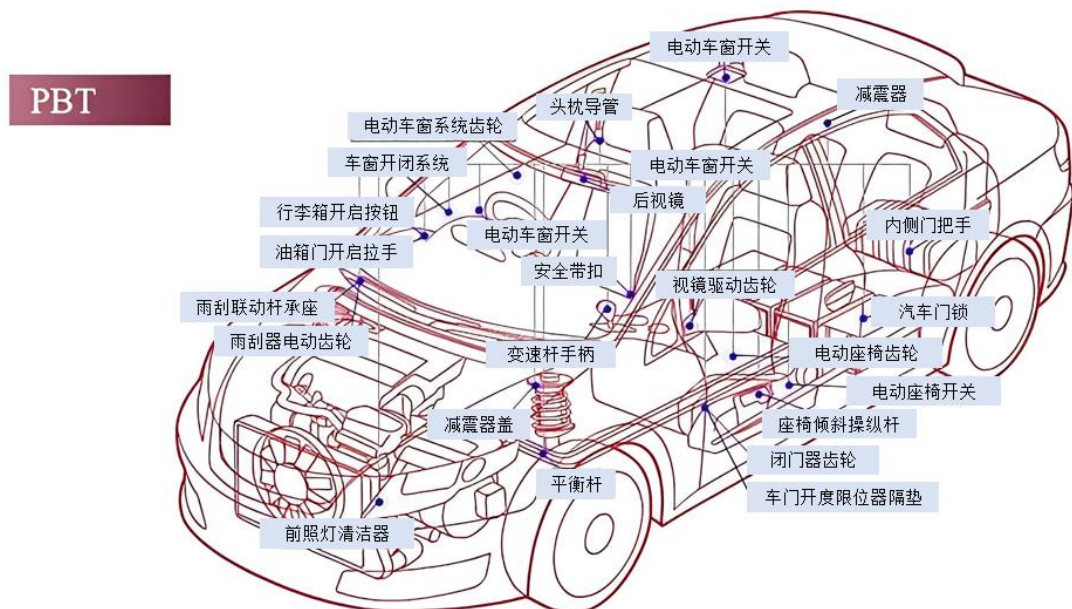 PBT
电动车窗开关
减震器
头枕导管
电动车窗系统齿轮
车窗开闭系统
电动车窗开关
后视镜
行李箱开启按钮
内侧门把手
电动车窗开关
油箱门开启拉手
安全带扣
视镜驱动齿轮
雨刮联动杆承座
汽车门锁
雨刮器电动齿轮
变速杆手柄
电动座椅齿轮
电动座椅开关
减震器盖
座椅倾斜操纵杆
闭门器齿轮
平衡杆
车门开度限位器隔垫
前照灯清洁器